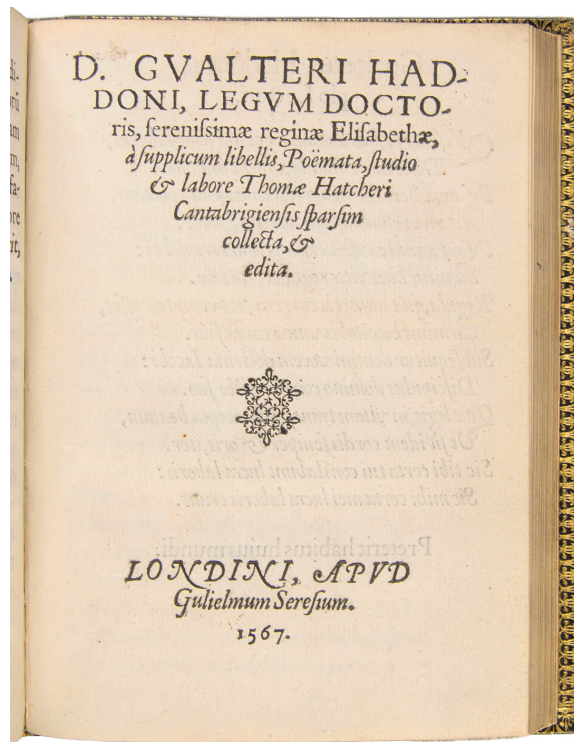 D. GVALTERI HAD-
DONI, LEGVM DOCTO-
ris, ſereniſsimæ reginæ Eliſabethæ,
à ſupplicum libellis, Poëmata, ſtudio
& labore Thomæ Hatcheri
Cantabrigienſis ſparſim
collecta, &
edita.
LONDINI, APVD
Gulielmum Sereſium.
1567.